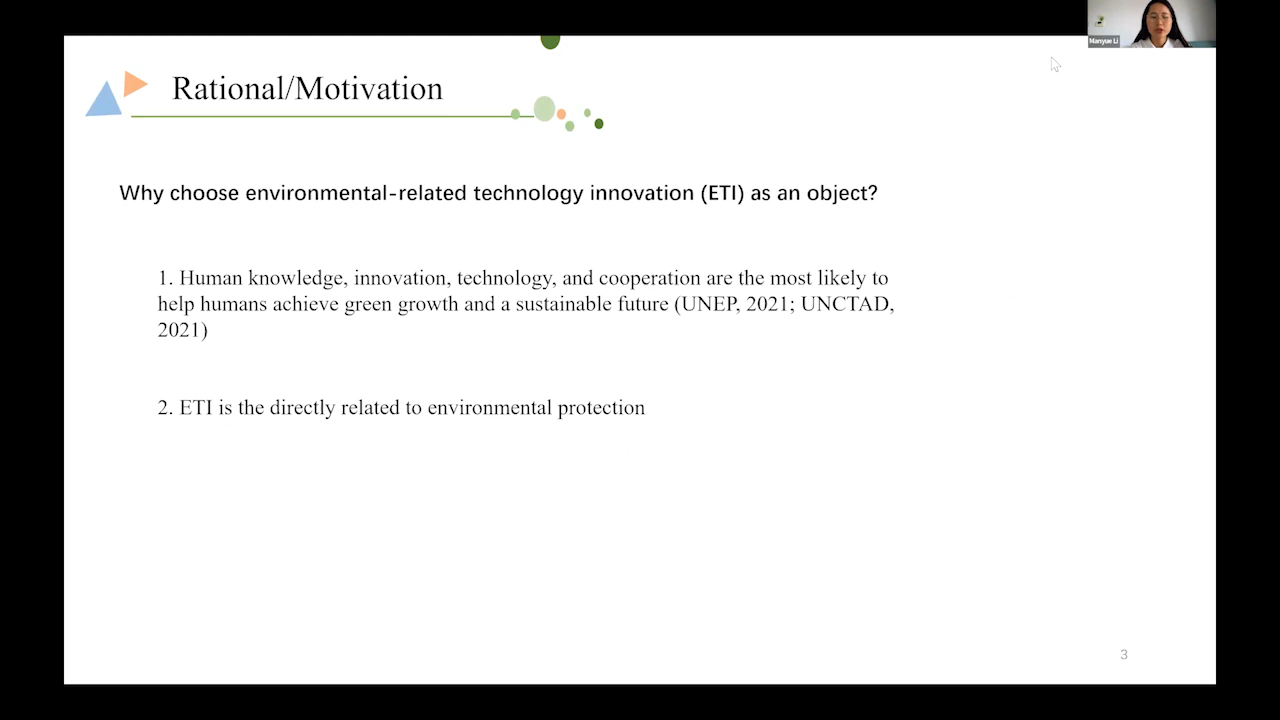 Manyue Li
Rational/Motivation
Why choose environmental-related technology innovation (ETI) as an object?
1. Human knowledge, innovation, technology, and cooperation are the most likely to
help humans achieve green growth and a sustainable future (UNEP, 2021; UNCTAD,
2021)
2. ETI is the directly related to environmental protection
3